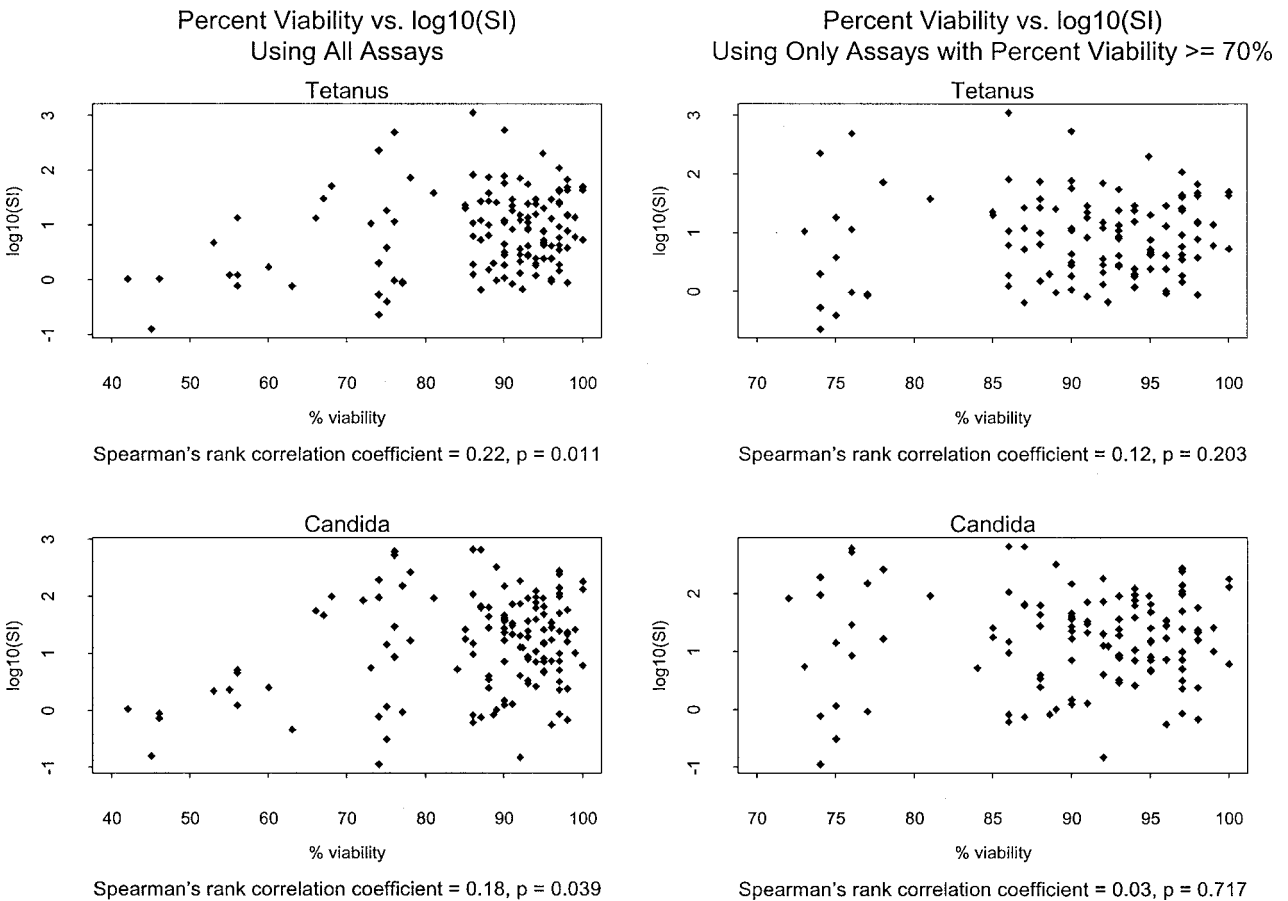 Percent Viability vs. log10(SI)
Using All Assays
Percent Viability vs. log10(SI)
Using Only Assays with Percent Viability >= 70%
Tetanus
log10(SI)
3
2
1
0
-1
40 50 60 70 80 90 100
% viability
Spearman's rank correlation coefficient = 0.22, p = 0.011
Tetanus
log10(SI)
3
2
1
0
70 75 80 85 90 95 100
% viability
Spearman's rank correlation coefficient = 0.12, p = 0.203
Candida
log10(SI)
3
2
1
0
-1
40 50 60 70 80 90 100
% viability
Spearman's rank correlation coefficient = 0.18, p = 0.039
Candida
log10(SI)
2
1
0
-1
70 75 80 85 90 95 100
% viability
Spearman's rank correlation coefficient = 0.03, p = 0.717